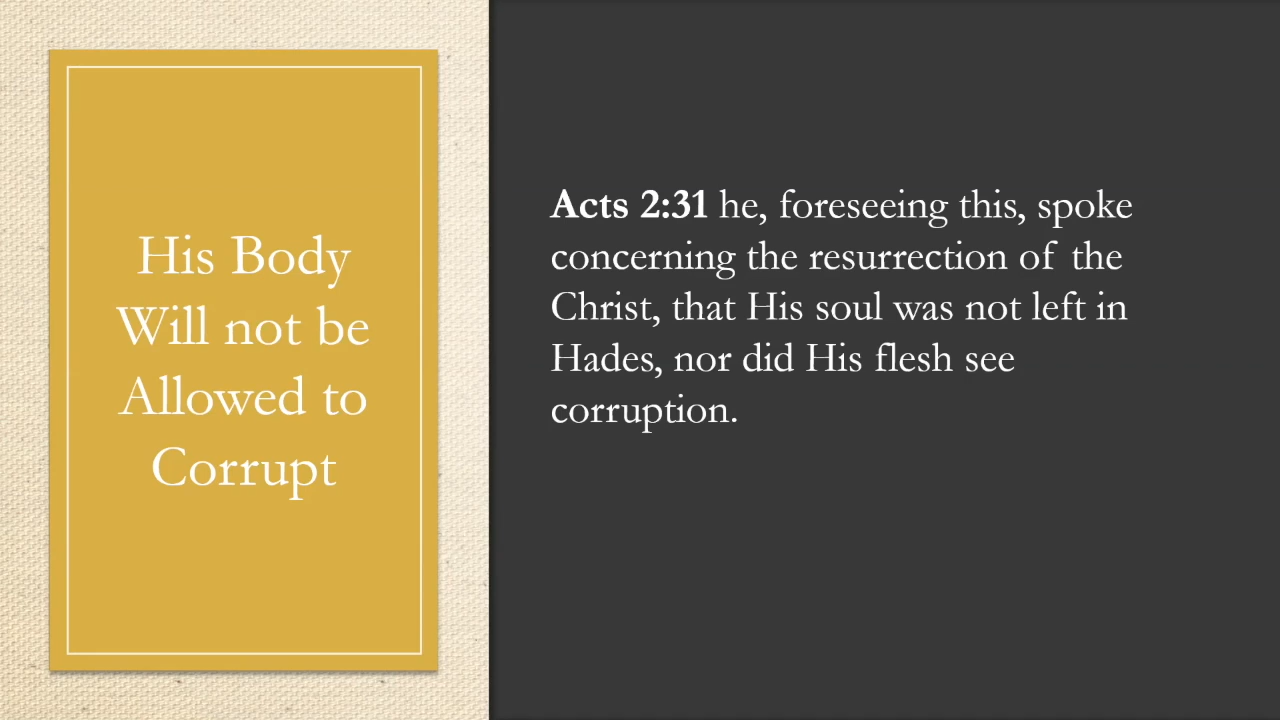 His Body
Will not be
Allowed to
Corrupt
Acts 2:31 he, foreseeing this, spoke
concerning the resurrection of the
Christ, that His soul was not left in
Hades, nor did His flesh see
corruption.